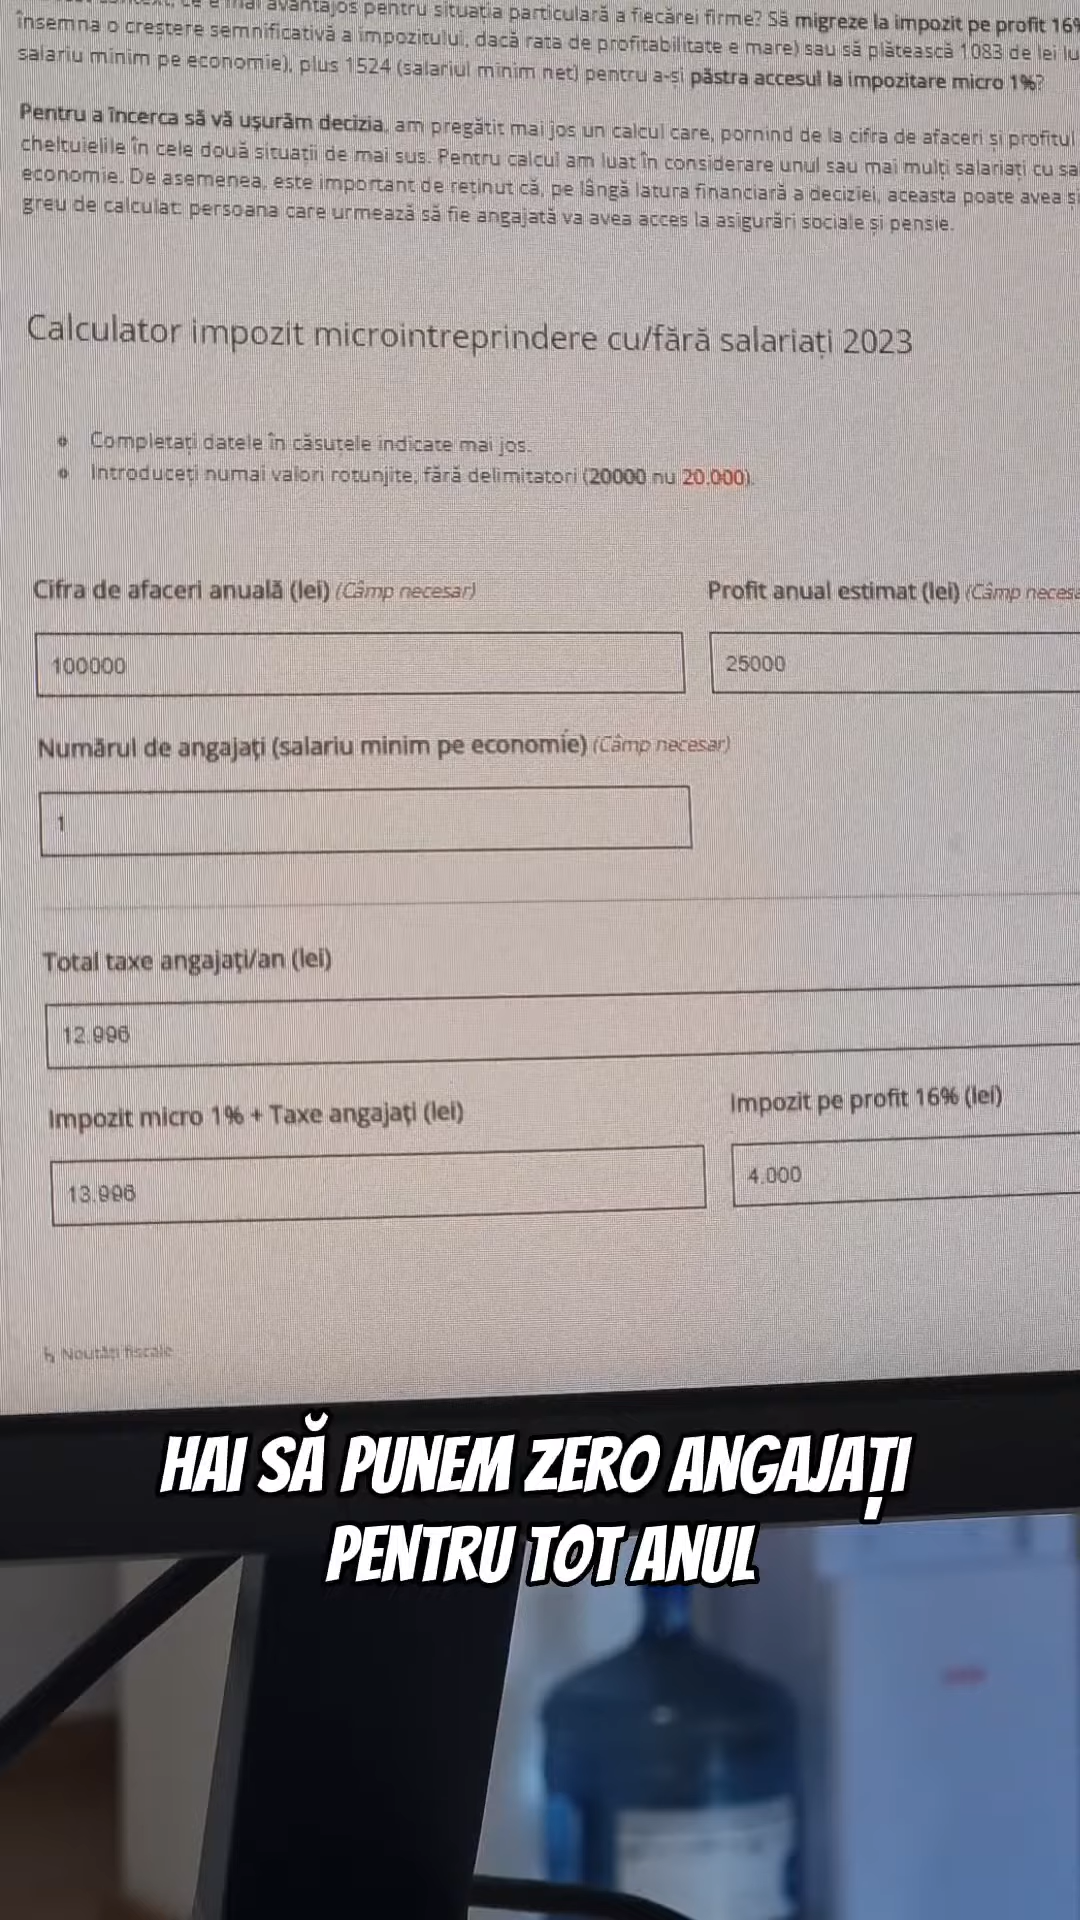 avantajos pentru situația particulară a fiecărei firme? Să migreze la impozit pe profit 16%
însemna o creștere semnificativă a impozitului, dacă rata de profitabilitate e mare) sau să plătească 1083 de lei
salariu minim pe economie), plus 1524 (salariul minim net) pentru a-și păstra accesul la impozitare micro 1%?
Pentru a încerca să vă ușurăm decizia, am pregătit mai jos un calcul care, pornind de la cifra de afaceri și profitul
cheltuielile în cele două situații de mai sus. Pentru calcul am luat în considerare unul sau mai mulți salariați cu
economie. De asemenea, este important de reținut că, pe lângă latura financiară a deciziei, aceasta poate avea
greu de calculat: persoana care urmează să fie angajată va avea acces la asigurări sociale și pensie.
Calculator impozit microintreprindere cu/fără salariați 2023
Completați datele în căsuțele indicate mai jos.
Introduceți numai valori rotunjite, fără delimitatori (20000 nu 20.000).
Cifra de afaceri anuală (lei) (Câmp necesar) Profit anual estimat (lei) (Câmp
100000 25000
Numărul de angajați (salariu minim pe economie) (Câmp necesar)
1
Total taxe angajați/an (lei)
12.996
Impozit micro 1% + Taxe angajați (lei) Impozit pe profit 16% (lei)
13.996 4.000
Noutăți fiscale
HAI SĂ PUNEM ZERO ANGAJAȚI
PENTRU TOT ANUL